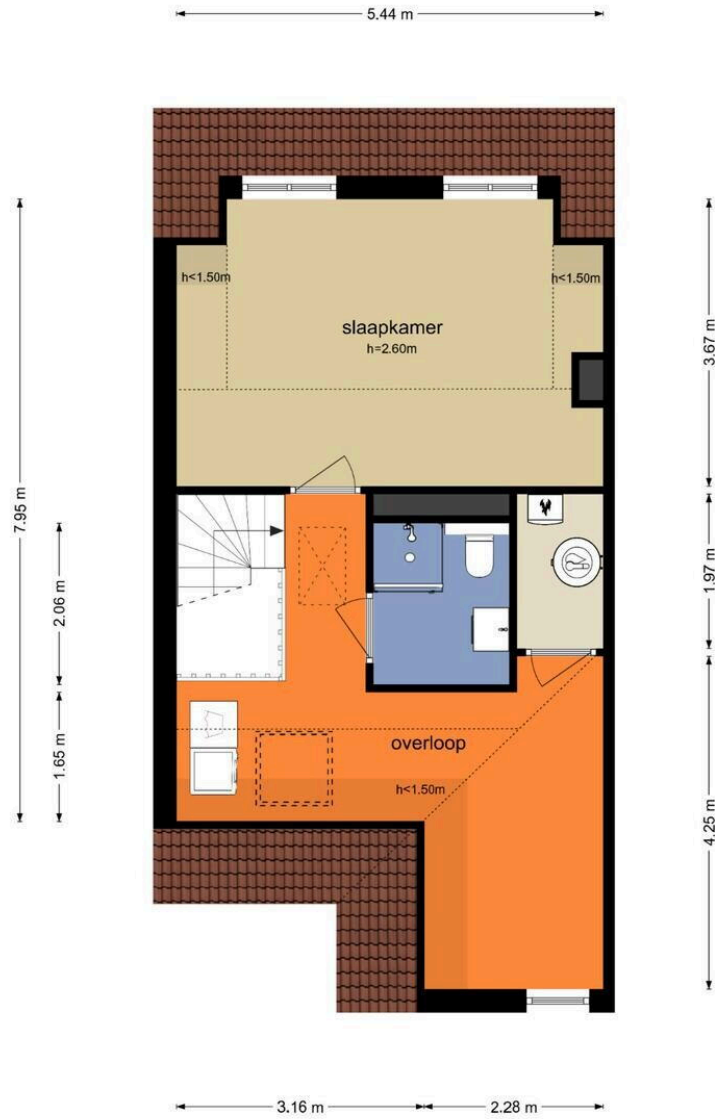 5.44 m
h<1.50m
h<1.50m
slaapkamer
h=2.60m
3.67 m
7.95 m
2.06 m
1.97 m
1.65 m
overloop
h<1.50m
4.25 m
3.16 m
2.28 m